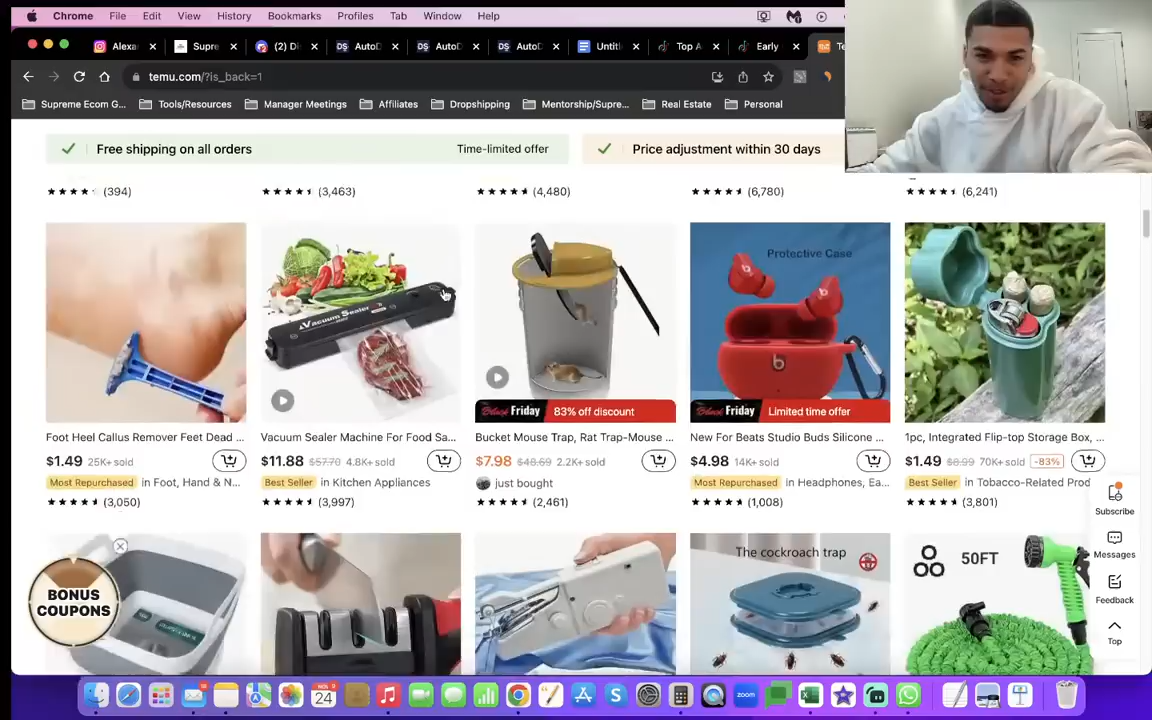 Chrome File Edit View History Bookmarks Profiles Tab Window Help
Alexa Supre (2) Di AutoD AutoD AutoD Untitl Top A Early Te
temu.com/?is_back=1
Supreme Ecom G... Tools/Resources Manager Meetings Affiliates Dropshipping Mentorship/Supre... Real Estate Personal
Free shipping on all orders Time-limited offer Price adjustment within 30 days
(394) (3,463) (4,480) (6,780) (6,241)
Vacuum Sealer
Protective Case
Black Friday 83% off discount
Black Friday Limited time offer
Foot Heel Callus Remover Feet Dead ... Vacuum Sealer Machine For Food Sa... Bucket Mouse Trap, Rat Trap-Mouse ... New For Beats Studio Buds Silicone ... 1pc, Integrated Flip-top Storage Box, ...
$1.49 25K+ sold $11.88 $57.70 4.8K+ sold $7.98 $48.69 2.2K+ sold $4.98 14K+ sold $1.49 $8.99 70K+ sold -83%
Most Repurchased in Foot, Hand & N... Best Seller in Kitchen Appliances just bought Most Repurchased in Headphones, Ea... Best Seller in Tobacco-Related Prod
(3,050) (3,997) (2,461) (1,008) (3,801)
Subscribe
Messages
Feedback
Top
BONUS
COUPONS
The cockroach trap
50FT
24
zoom